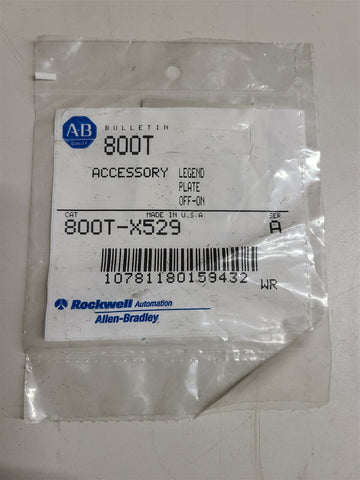 AB
QUALITY
BULLETIN
800T
ACCESSORY LEGEND
PLATE
OFF-ON
CAT MADE IN U.S.A. SER
800T-X529 A
10781180159432 WR
Rockwell Automation
Allen-Bradley